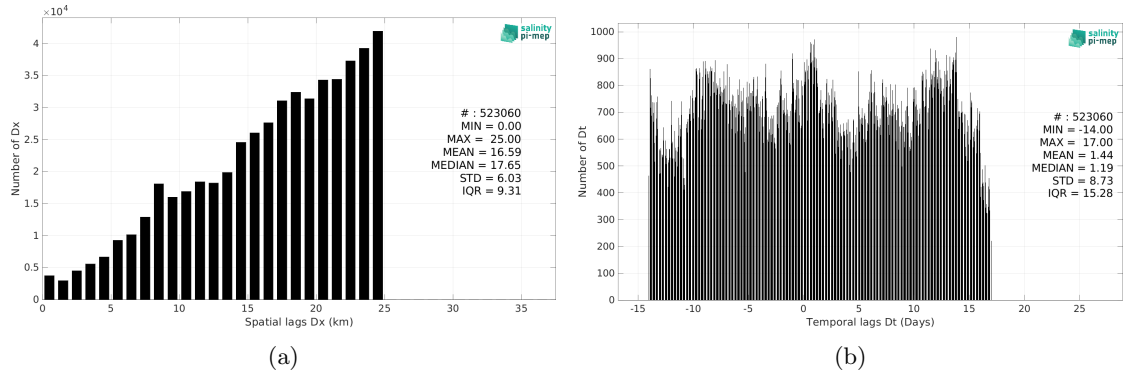 ×10⁴
4
3.5
3
2.5
2
1.5
1
0.5
0
Number of Dx
0 5 10 15 20 25 30 35
Spatial lags Dx (km)
salinity
pi-mep
# : 523060
MIN = 0.00
MAX = 25.00
MEAN = 16.59
MEDIAN = 17.65
STD = 6.03
IQR = 9.31
(a)
1000
900
800
700
600
500
400
300
200
100
0
Number of Dt
-15 -10 -5 0 5 10 15 20 25
Temporal lags Dt (Days)
salinity
pi-mep
# : 523060
MIN = -14.00
MAX = 17.00
MEAN = 1.44
MEDIAN = 1.19
STD = 8.73
IQR = 15.28
(b)